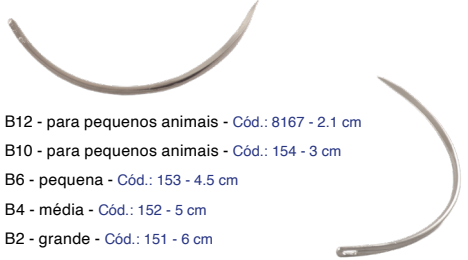 B12 - para pequenos animais - Cód.: 8167 - 2.1 cm
B10 - para pequenos animais - Cód.: 154 - 3 cm
B6 - pequena - Cód.: 153 - 4.5 cm
B4 - média - Cód.: 152 - 5 cm
B2 - grande - Cód.: 151 - 6 cm